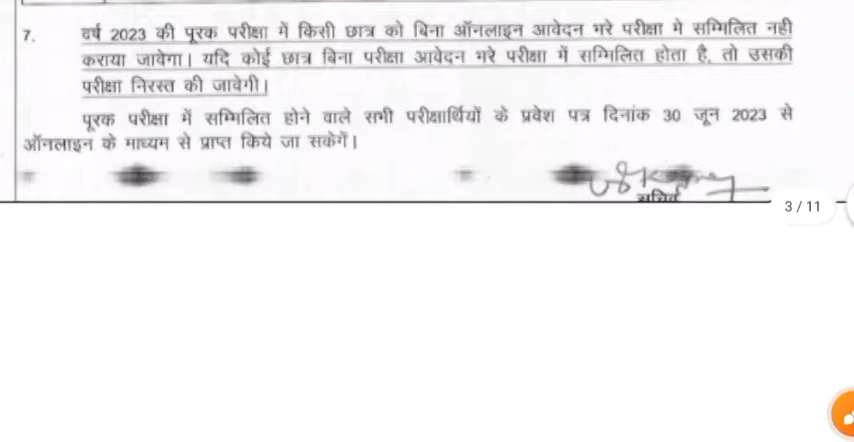 7. वर्ष 2023 की पूरक परीक्षा में किसी छात्र को बिना ऑनलाइन आवेदन भरे परीक्षा मे सम्मिलित नही
कराया जावेगा। यदि कोई छात्र बिना परीक्षा आवेदन भरे परीक्षा में सम्मिलित होता है, तो उसकी
परीक्षा निरस्त की जावेगी।
पूरक परीक्षा में सम्मिलित होने वाले सभी परीक्षार्थियों के प्रवेश पत्र दिनांक 30 जून 2023 से
ऑनलाइन के माध्यम से प्राप्त किये जा सकेगें।
सचिव
3 / 11